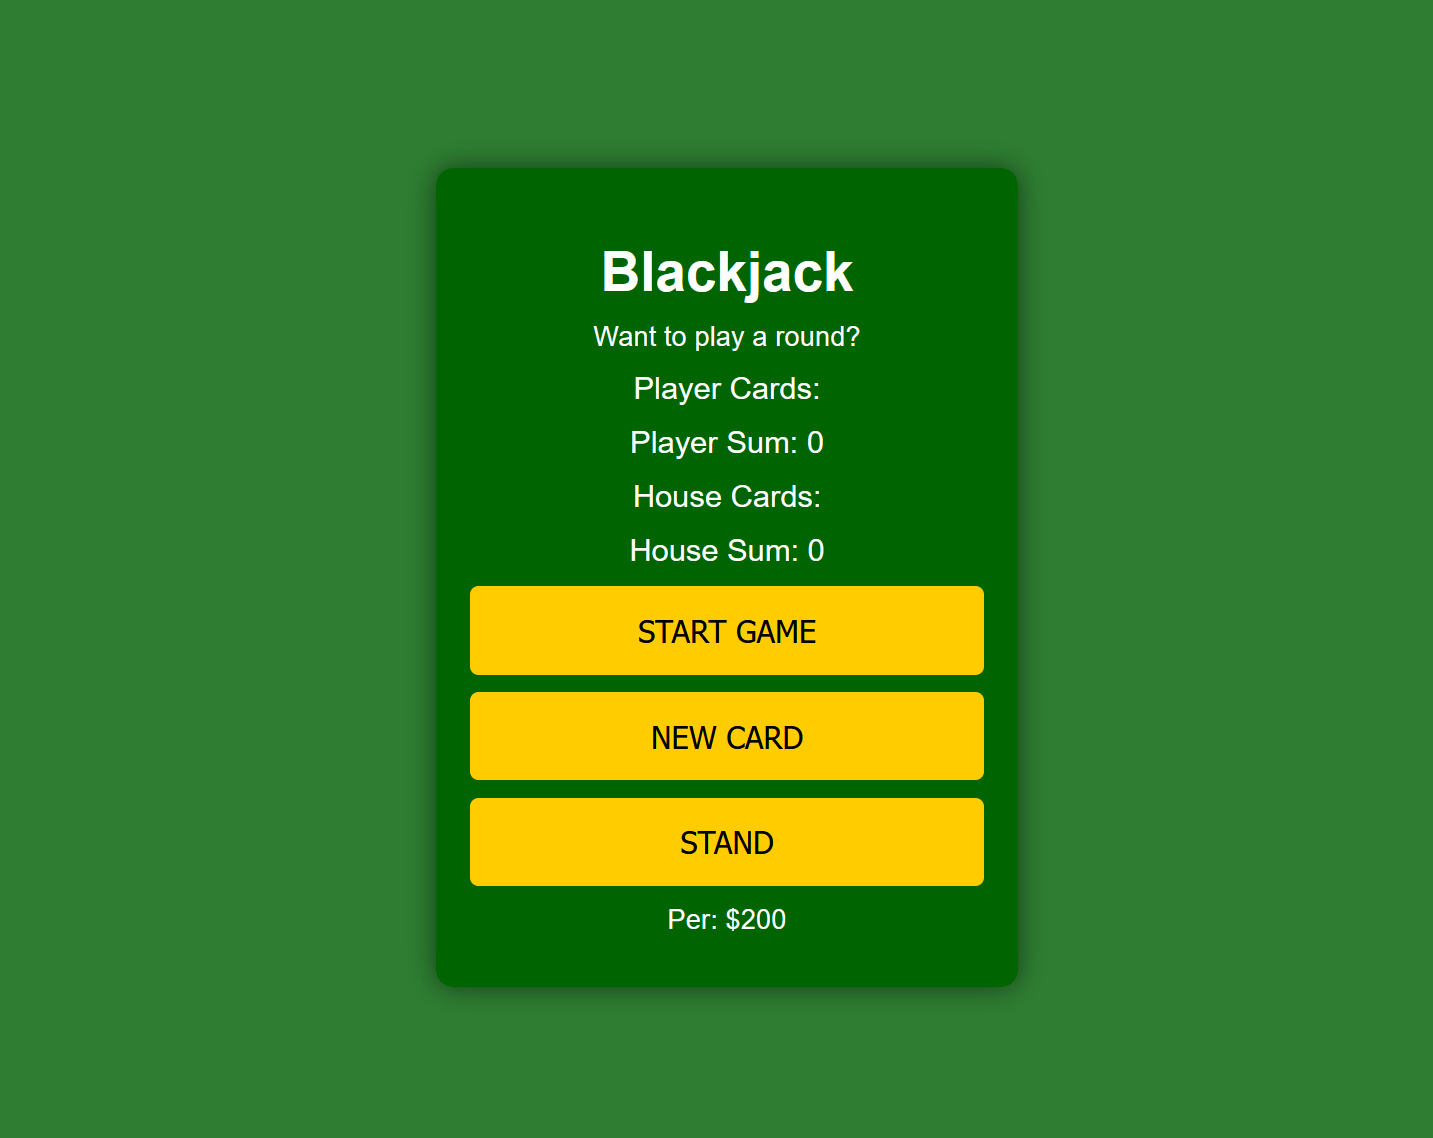 Blackjack
Want to play a round?
Player Cards:
Player Sum: 0
House Cards:
House Sum: 0
START GAME
NEW CARD
STAND
Per: $200